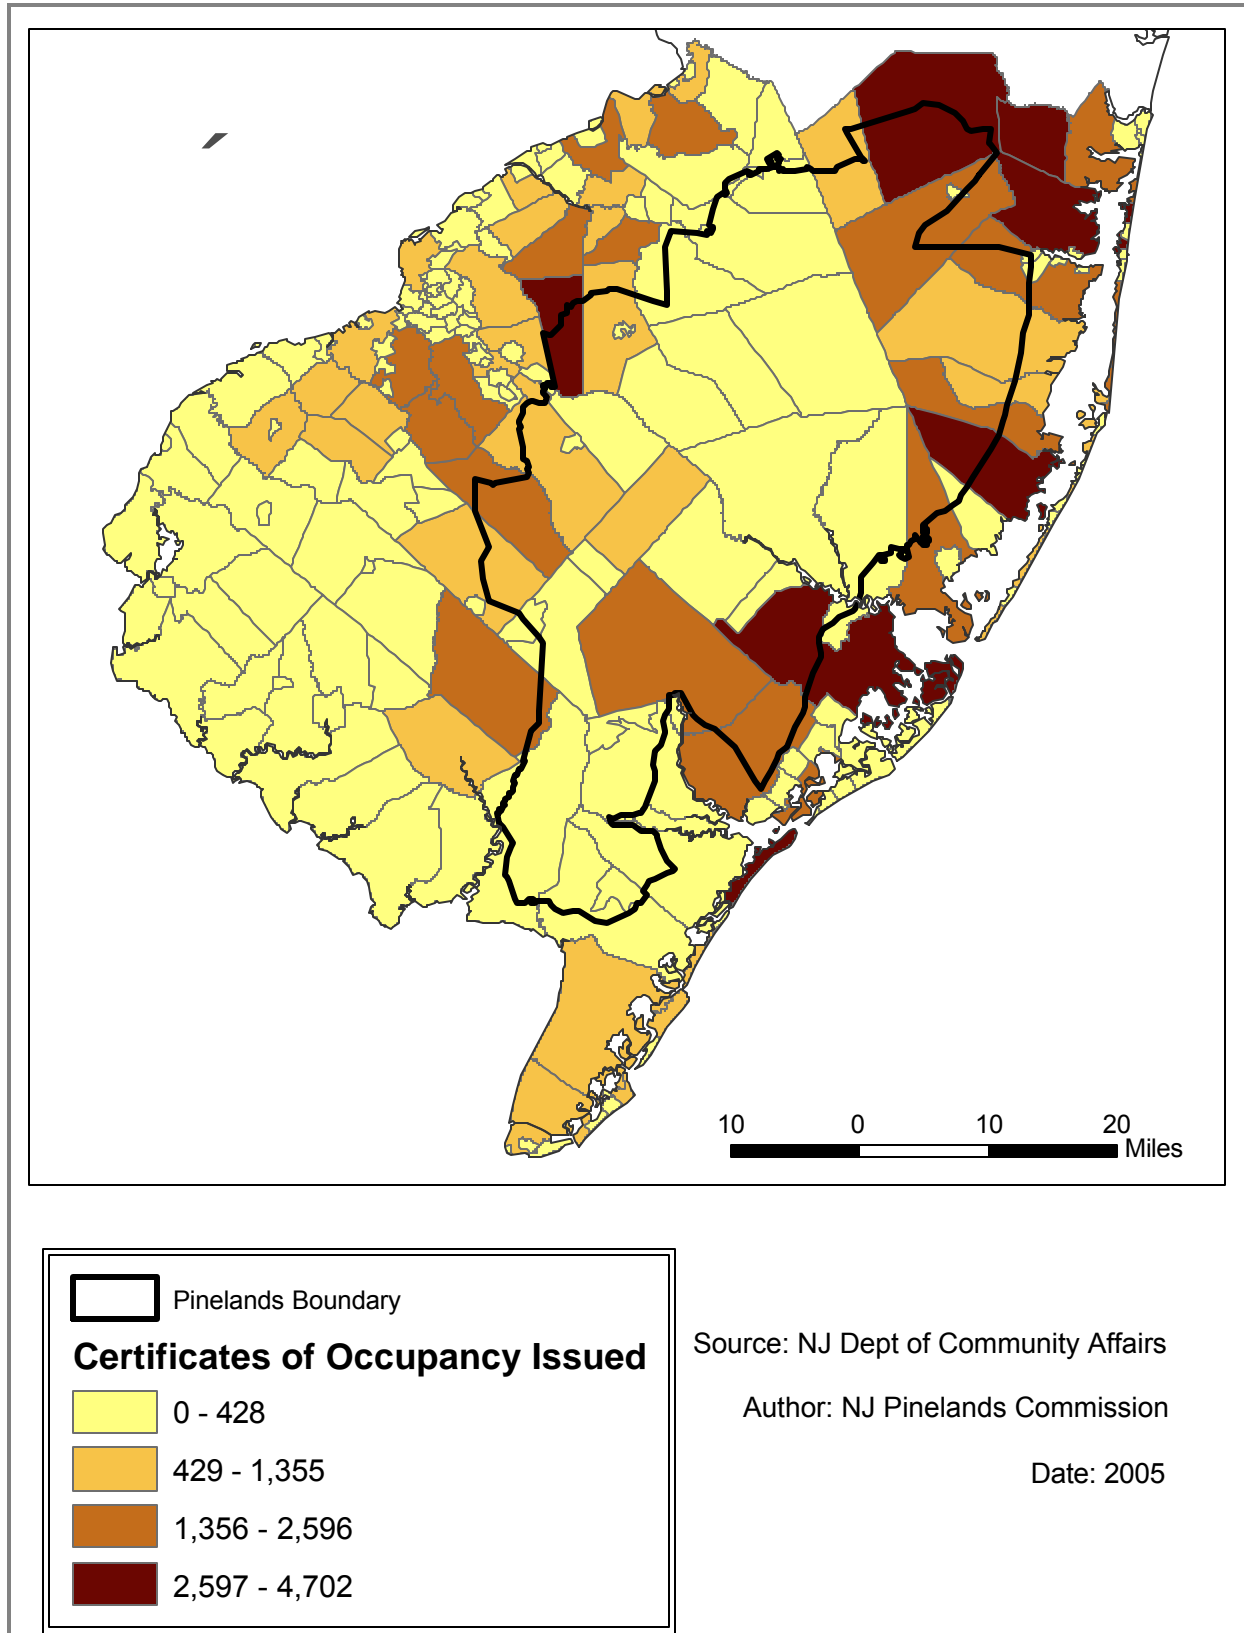 10 0 10 20
Miles
Pinelands Boundary
Certificates of Occupancy Issued
0 - 428
429 - 1,355
1,356 - 2,596
2,597 - 4,702
Source: NJ Dept of Community Affairs
Author: NJ Pinelands Commission
Date: 2005